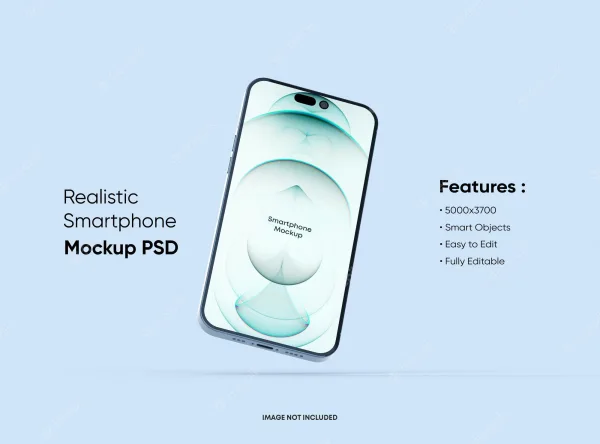 Realistic
Smartphone
Mockup PSD
Smartphone
Mockup
Features :
• 5000x3700
• Smart Objects
• Easy to Edit
• Fully Editable
IMAGE NOT INCLUDED